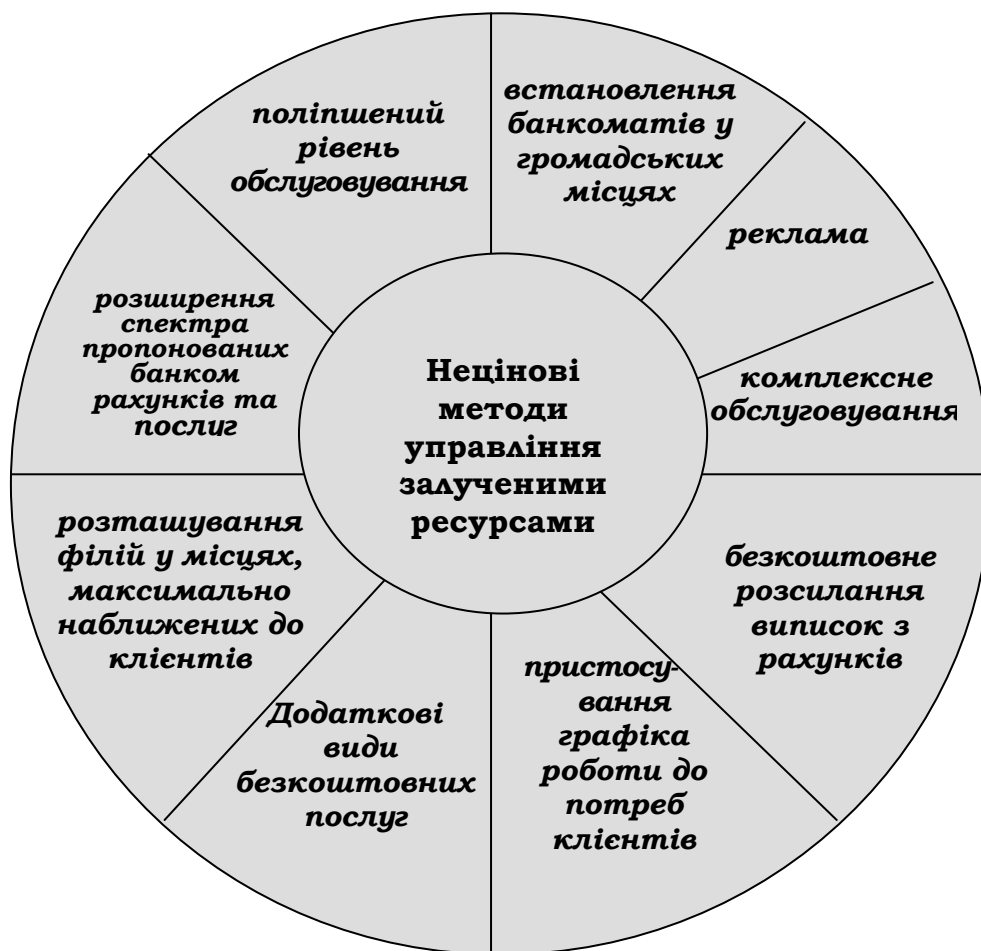 поліпшений
рівень
обслуговування
встановлення
банкоматів у
громадських
місцях
реклама
комплексне
обслуговування
безкоштовне
розсилання
виписок з
рахунків
пристосу-
вання
графіка
роботи до
потреб
клієнтів
Додаткові
види
безкоштовних
послуг
розташування
філій у місцях,
максимально
наближених до
клієнтів
розширення
спектра
пропонованих
банком
рахунків та
послуг
Нецінові
методи
управління
залученими
ресурсами